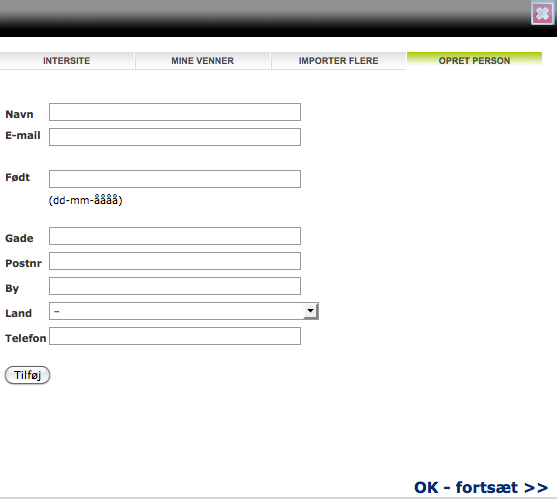 INTERSITE MINE VENNER IMPORTER FLERE OPRET PERSON
Navn
E-mail
Født
(dd-mm-åååå)
Gade
Postnr
By
Land –
Telefon
Tilføj
OK - fortsæt >>